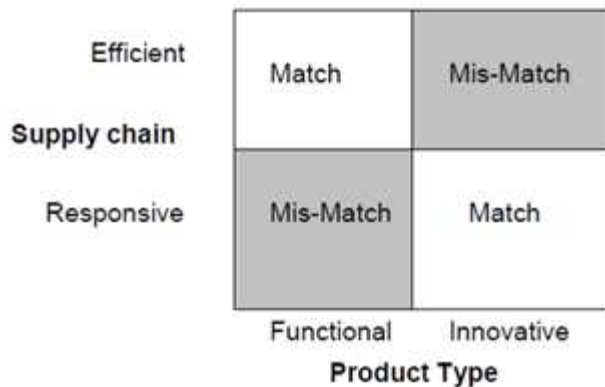 Efficient
Match
Mis-Match
Supply chain
Responsive
Mis-Match
Match
Functional
Innovative
Product Type